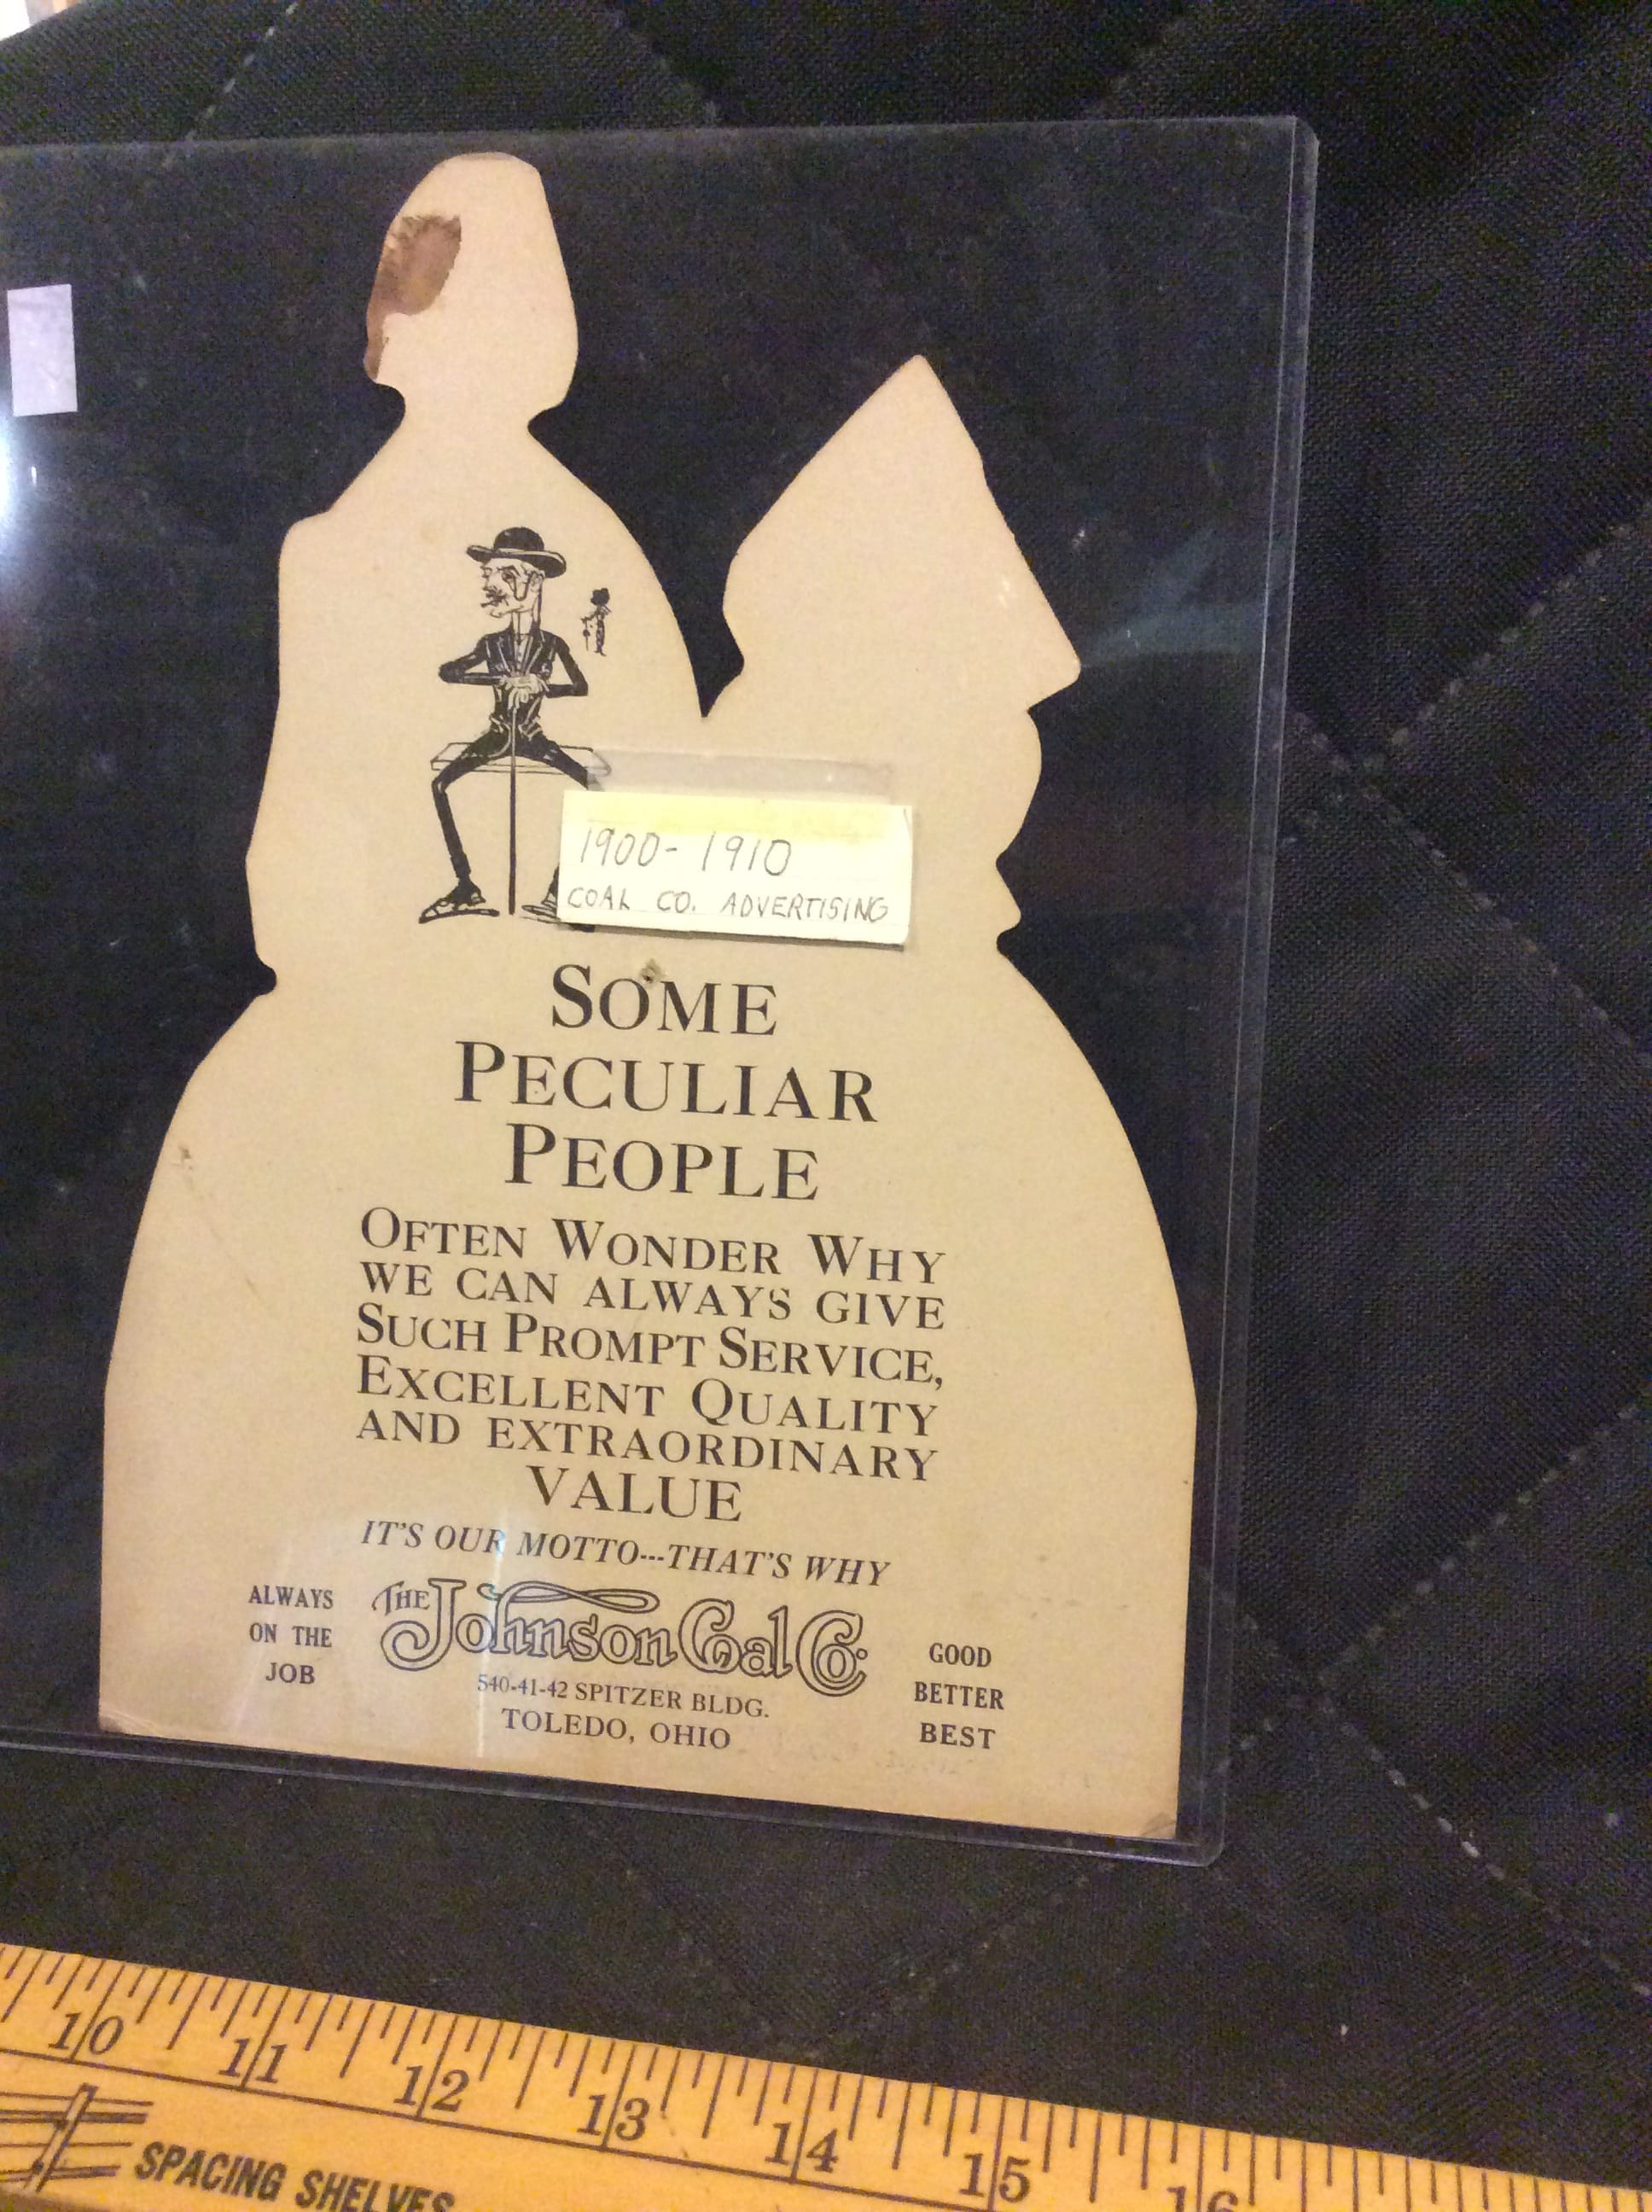 1900-1910
COAL CO. ADVERTISING
SOME
PECULIAR
PEOPLE
OFTEN WONDER WHY
WE CAN ALWAYS GIVE
SUCH PROMPT SERVICE,
EXCELLENT QUALITY
AND EXTRAORDINARY
VALUE
IT'S OUR MOTTO---THAT'S WHY
ALWAYS
ON THE
JOB
THE Johnson Coal Co.
540-41-42 SPITZER BLDG.
TOLEDO, OHIO
GOOD
BETTER
BEST
10 11 12 13 14 15 16
SPACING SHELVES